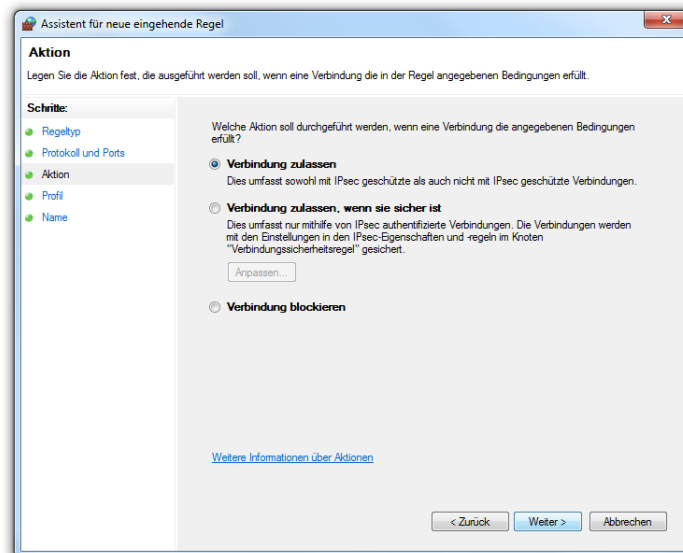 Assistent für neue eingehende Regel
Aktion
Legen Sie die Aktion fest, die ausgeführt werden soll, wenn eine Verbindung die in der Regel angegebenen Bedingungen erfüllt.
Schritte:
Regeltyp
Protokoll und Ports
Aktion
Profil
Name
Welche Aktion soll durchgeführt werden, wenn eine Verbindung die angegebenen Bedingungen
erfüllt?
Verbindung zulassen
Dies umfasst sowohl mit IPsec geschützte als auch nicht mit IPsec geschützte Verbindungen.
Verbindung zulassen, wenn sie sicher ist
Dies umfasst nur mithilfe von IPsec authentifizierte Verbindungen. Die Verbindungen werden
mit den Einstellungen in den IPsec-Eigenschaften und -regeln im Knoten
"Verbindungssicherheitsregel" gesichert.
Anpassen...
Verbindung blockieren
Weitere Informationen über Aktionen
< Zurück
Weiter >
Abbrechen